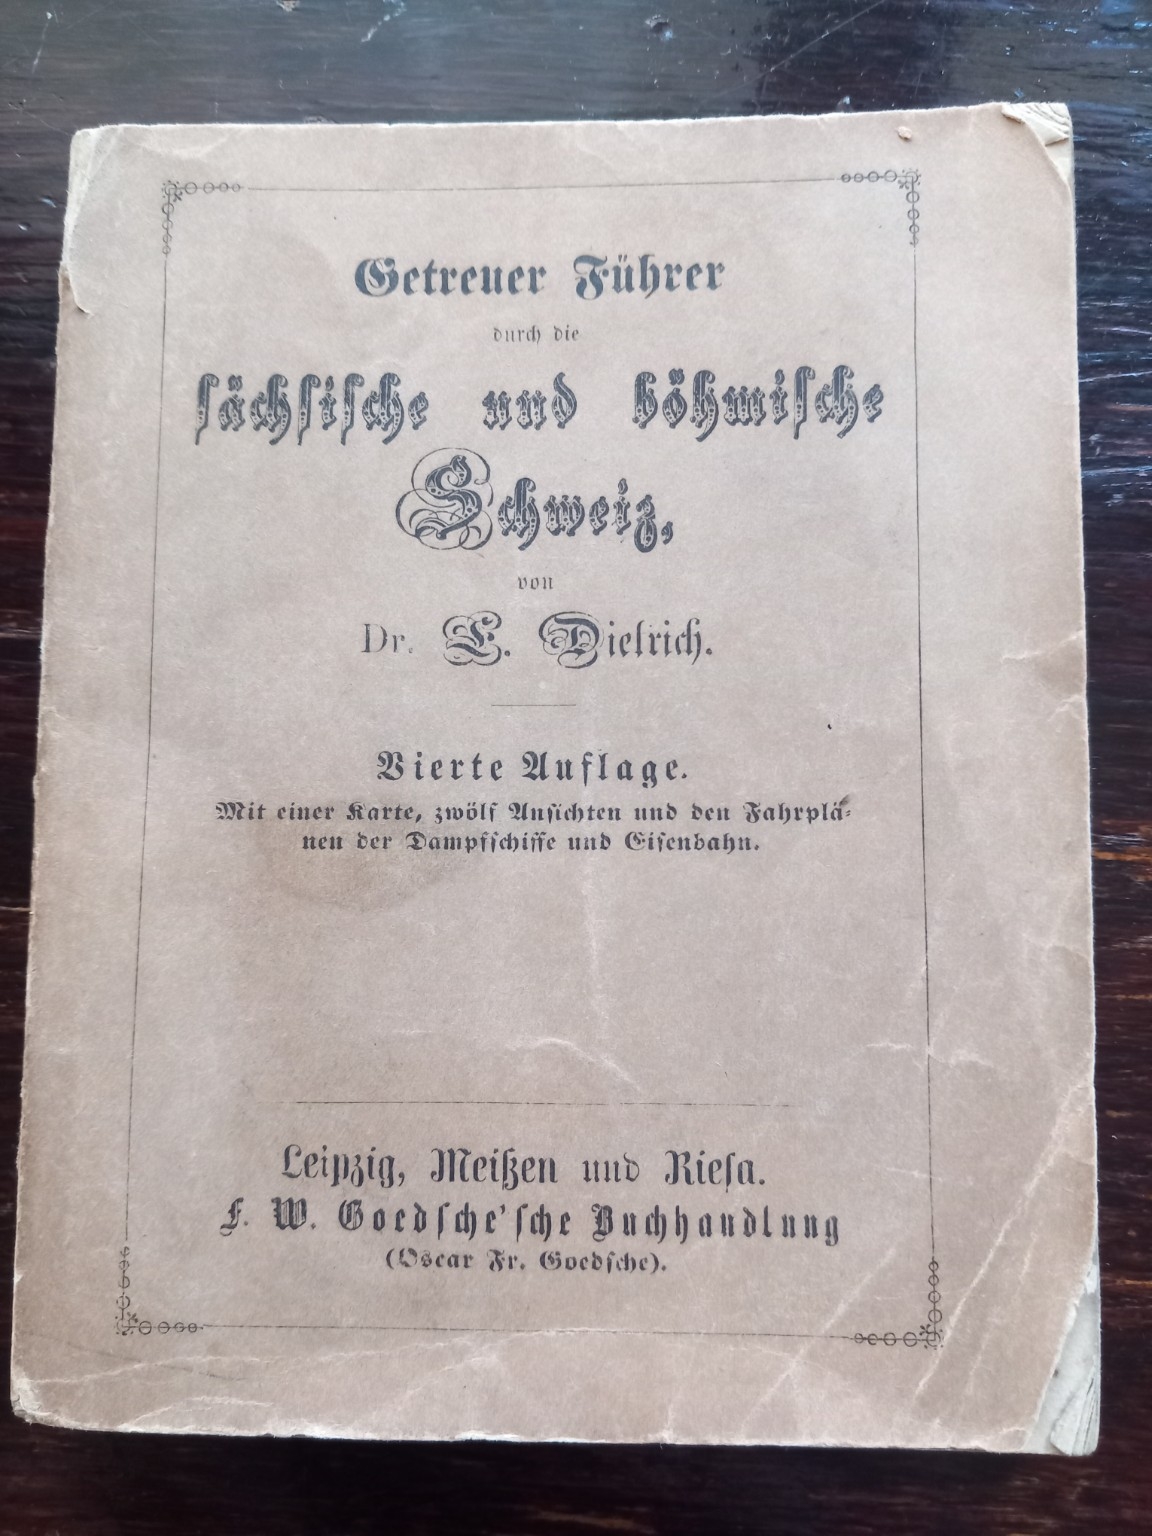 Getreuer Führer
durch die
sächsische und böhmische
Schweiz,
von
Dr. E. Dietrich.
Vierte Auflage.
Mit einer Karte, zwölf Ansichten und den Fahrplä-
nen der Dampfschiffe und Eisenbahn.
Leipzig, Meißen und Riesa.
F. W. Goedsche'sche Buchhandlung
(Oscar Fr. Goedsche).